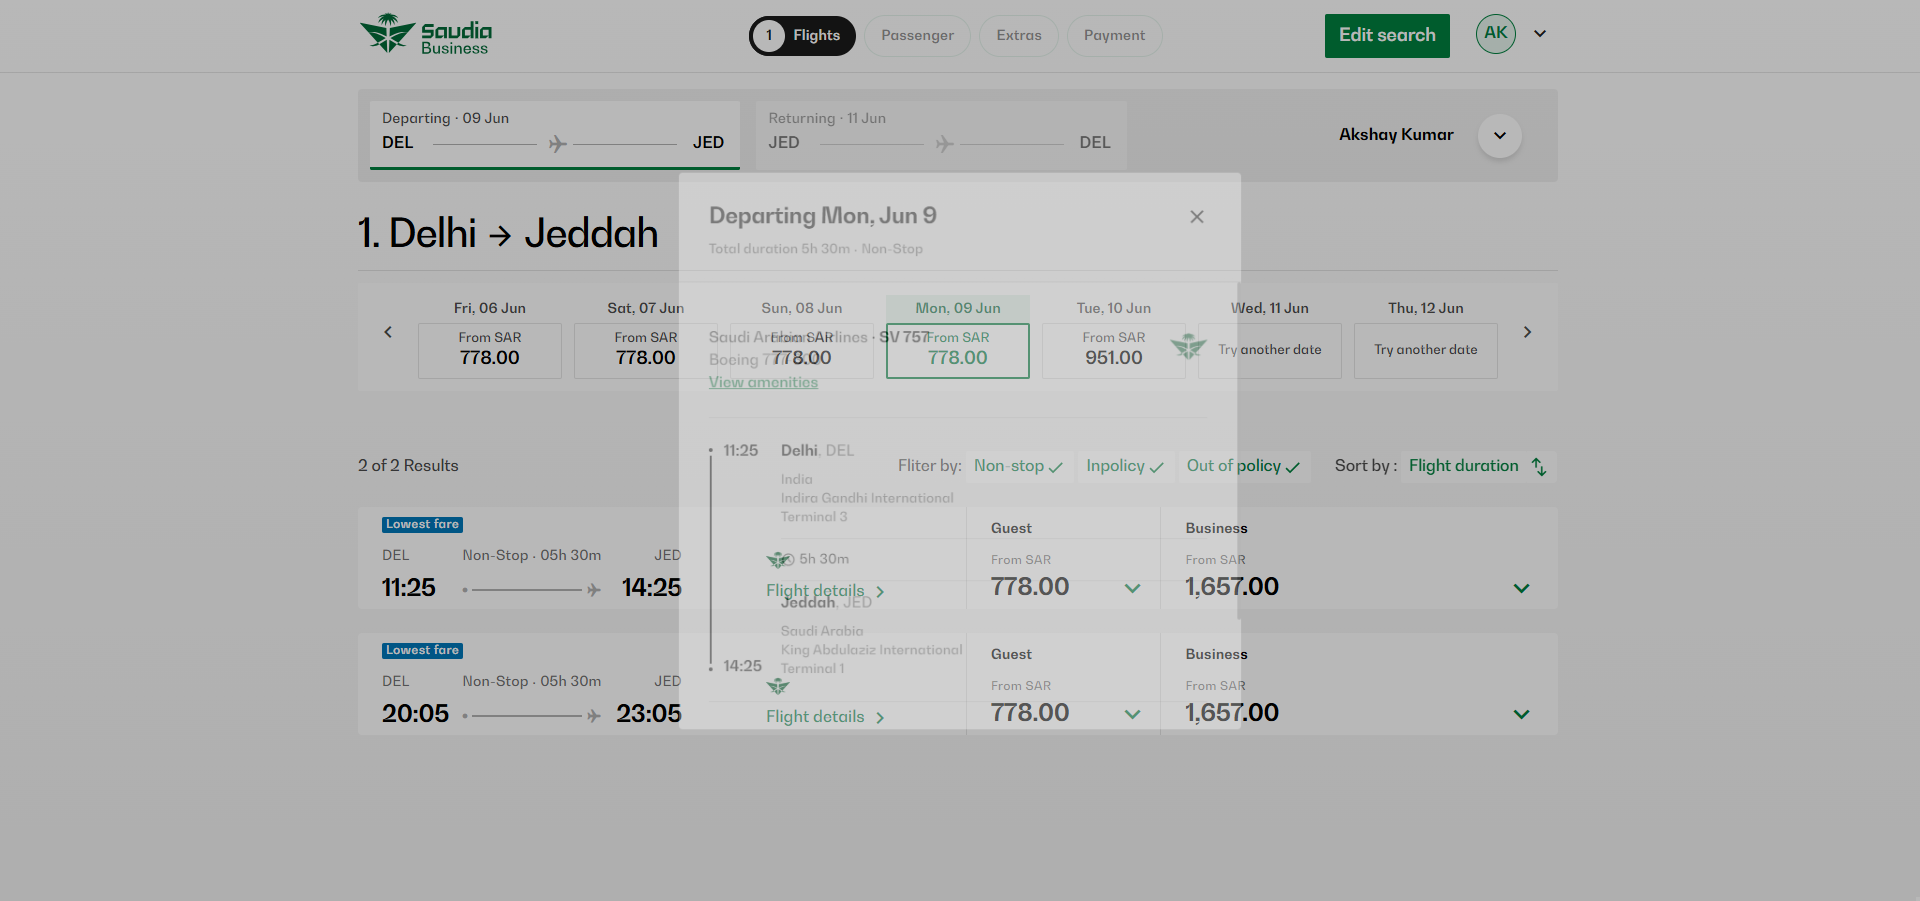 Saudia
Business
1 Flights
Passenger
Extras
Payment
Edit search
AK
Departing · 09 Jun
DEL JED
Returning · 11 Jun
JED DEL
Akshay Kumar
1. Delhi → Jeddah
Departing Mon, Jun 9
Total duration 5h 30m · Non-Stop
Fri, 06 Jun
From SAR
778.00
Sat, 07 Jun
From SAR
778.00
Sun, 08 Jun
From SAR
778.00
Mon, 09 Jun
From SAR
778.00
Tue, 10 Jun
From SAR
951.00
Wed, 11 Jun
Try another date
Thu, 12 Jun
Try another date
Saudi Arabian Airlines · SV 757
Boeing
View amenities
2 of 2 Results
Fliter by: Non-stop Inpolicy Out of policy
Sort by : Flight duration
11:25 Delhi, DEL
India
Indira Gandhi International
Terminal 3
5h 30m
Jeddah, JED
Saudi Arabia
King Abdulaziz International
14:25 Terminal 1
Lowest fare
DEL Non-Stop · 05h 30m JED
11:25 14:25
Flight details
Guest
From SAR
778.00
Business
From SAR
1,657.00
Lowest fare
DEL Non-Stop · 05h 30m JED
20:05 23:05
Flight details
Guest
From SAR
778.00
Business
From SAR
1,657.00